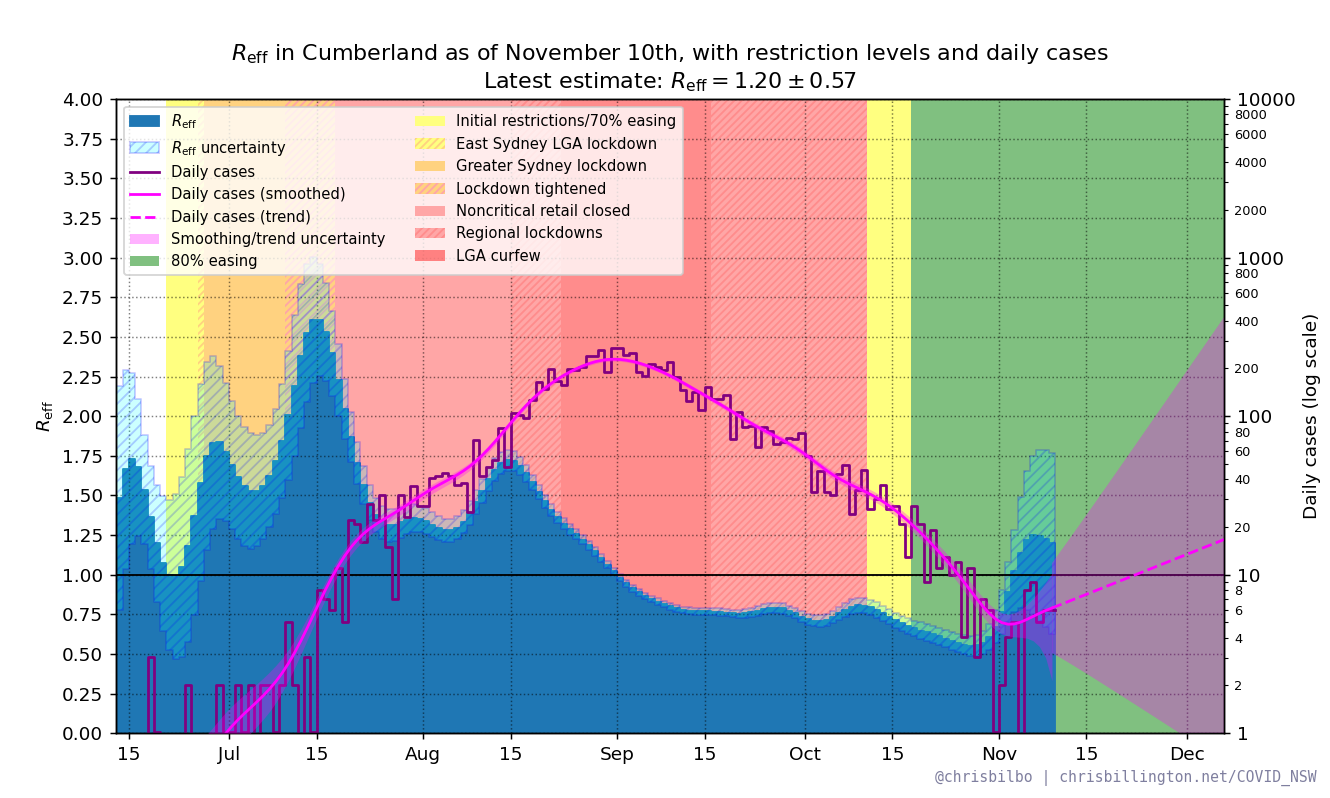 R_eff in Cumberland as of November 10th, with restriction levels and daily cases
Latest estimate: R_eff = 1.20 ± 0.57
R_eff
R_eff uncertainty
Daily cases
Daily cases (smoothed)
Daily cases (trend)
Smoothing/trend uncertainty
80% easing
Initial restrictions/70% easing
East Sydney LGA lockdown
Greater Sydney lockdown
Lockdown tightened
Noncritical retail closed
Regional lockdowns
LGA curfew
R_eff
4.00
3.75
3.50
3.25
3.00
2.75
2.50
2.25
2.00
1.75
1.50
1.25
1.00
0.75
0.50
0.25
0.00
10000
8000
6000
4000
2000
1000
800
600
400
200
100
80
60
40
20
10
8
6
4
2
1
Daily cases (log scale)
15 Jul 15 Aug 15 Sep 15 Oct 15 Nov 15 Dec
@chrisbilbo | chrisbillington.net/COVID_NSW